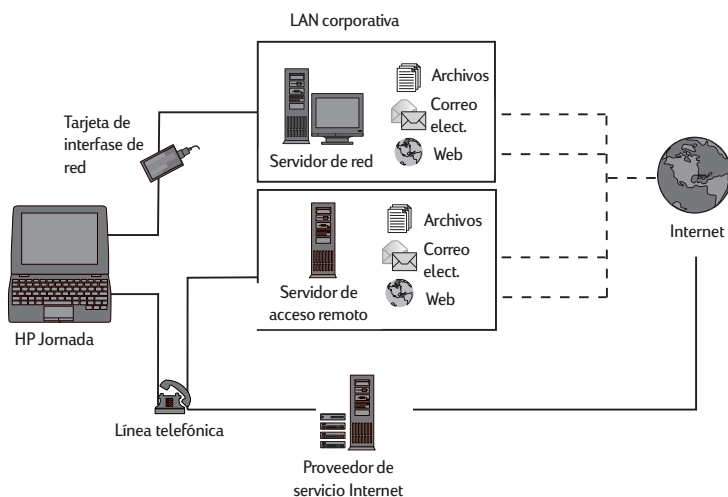 LAN corporativa
Archivos
Correo
elect.
Web
Servidor de red
Tarjeta de
interfase de
red
Archivos
Correo
elect.
Web
Servidor de
acceso remoto
Internet
HP Jornada
Línea telefónica
Proveedor de
servicio Internet